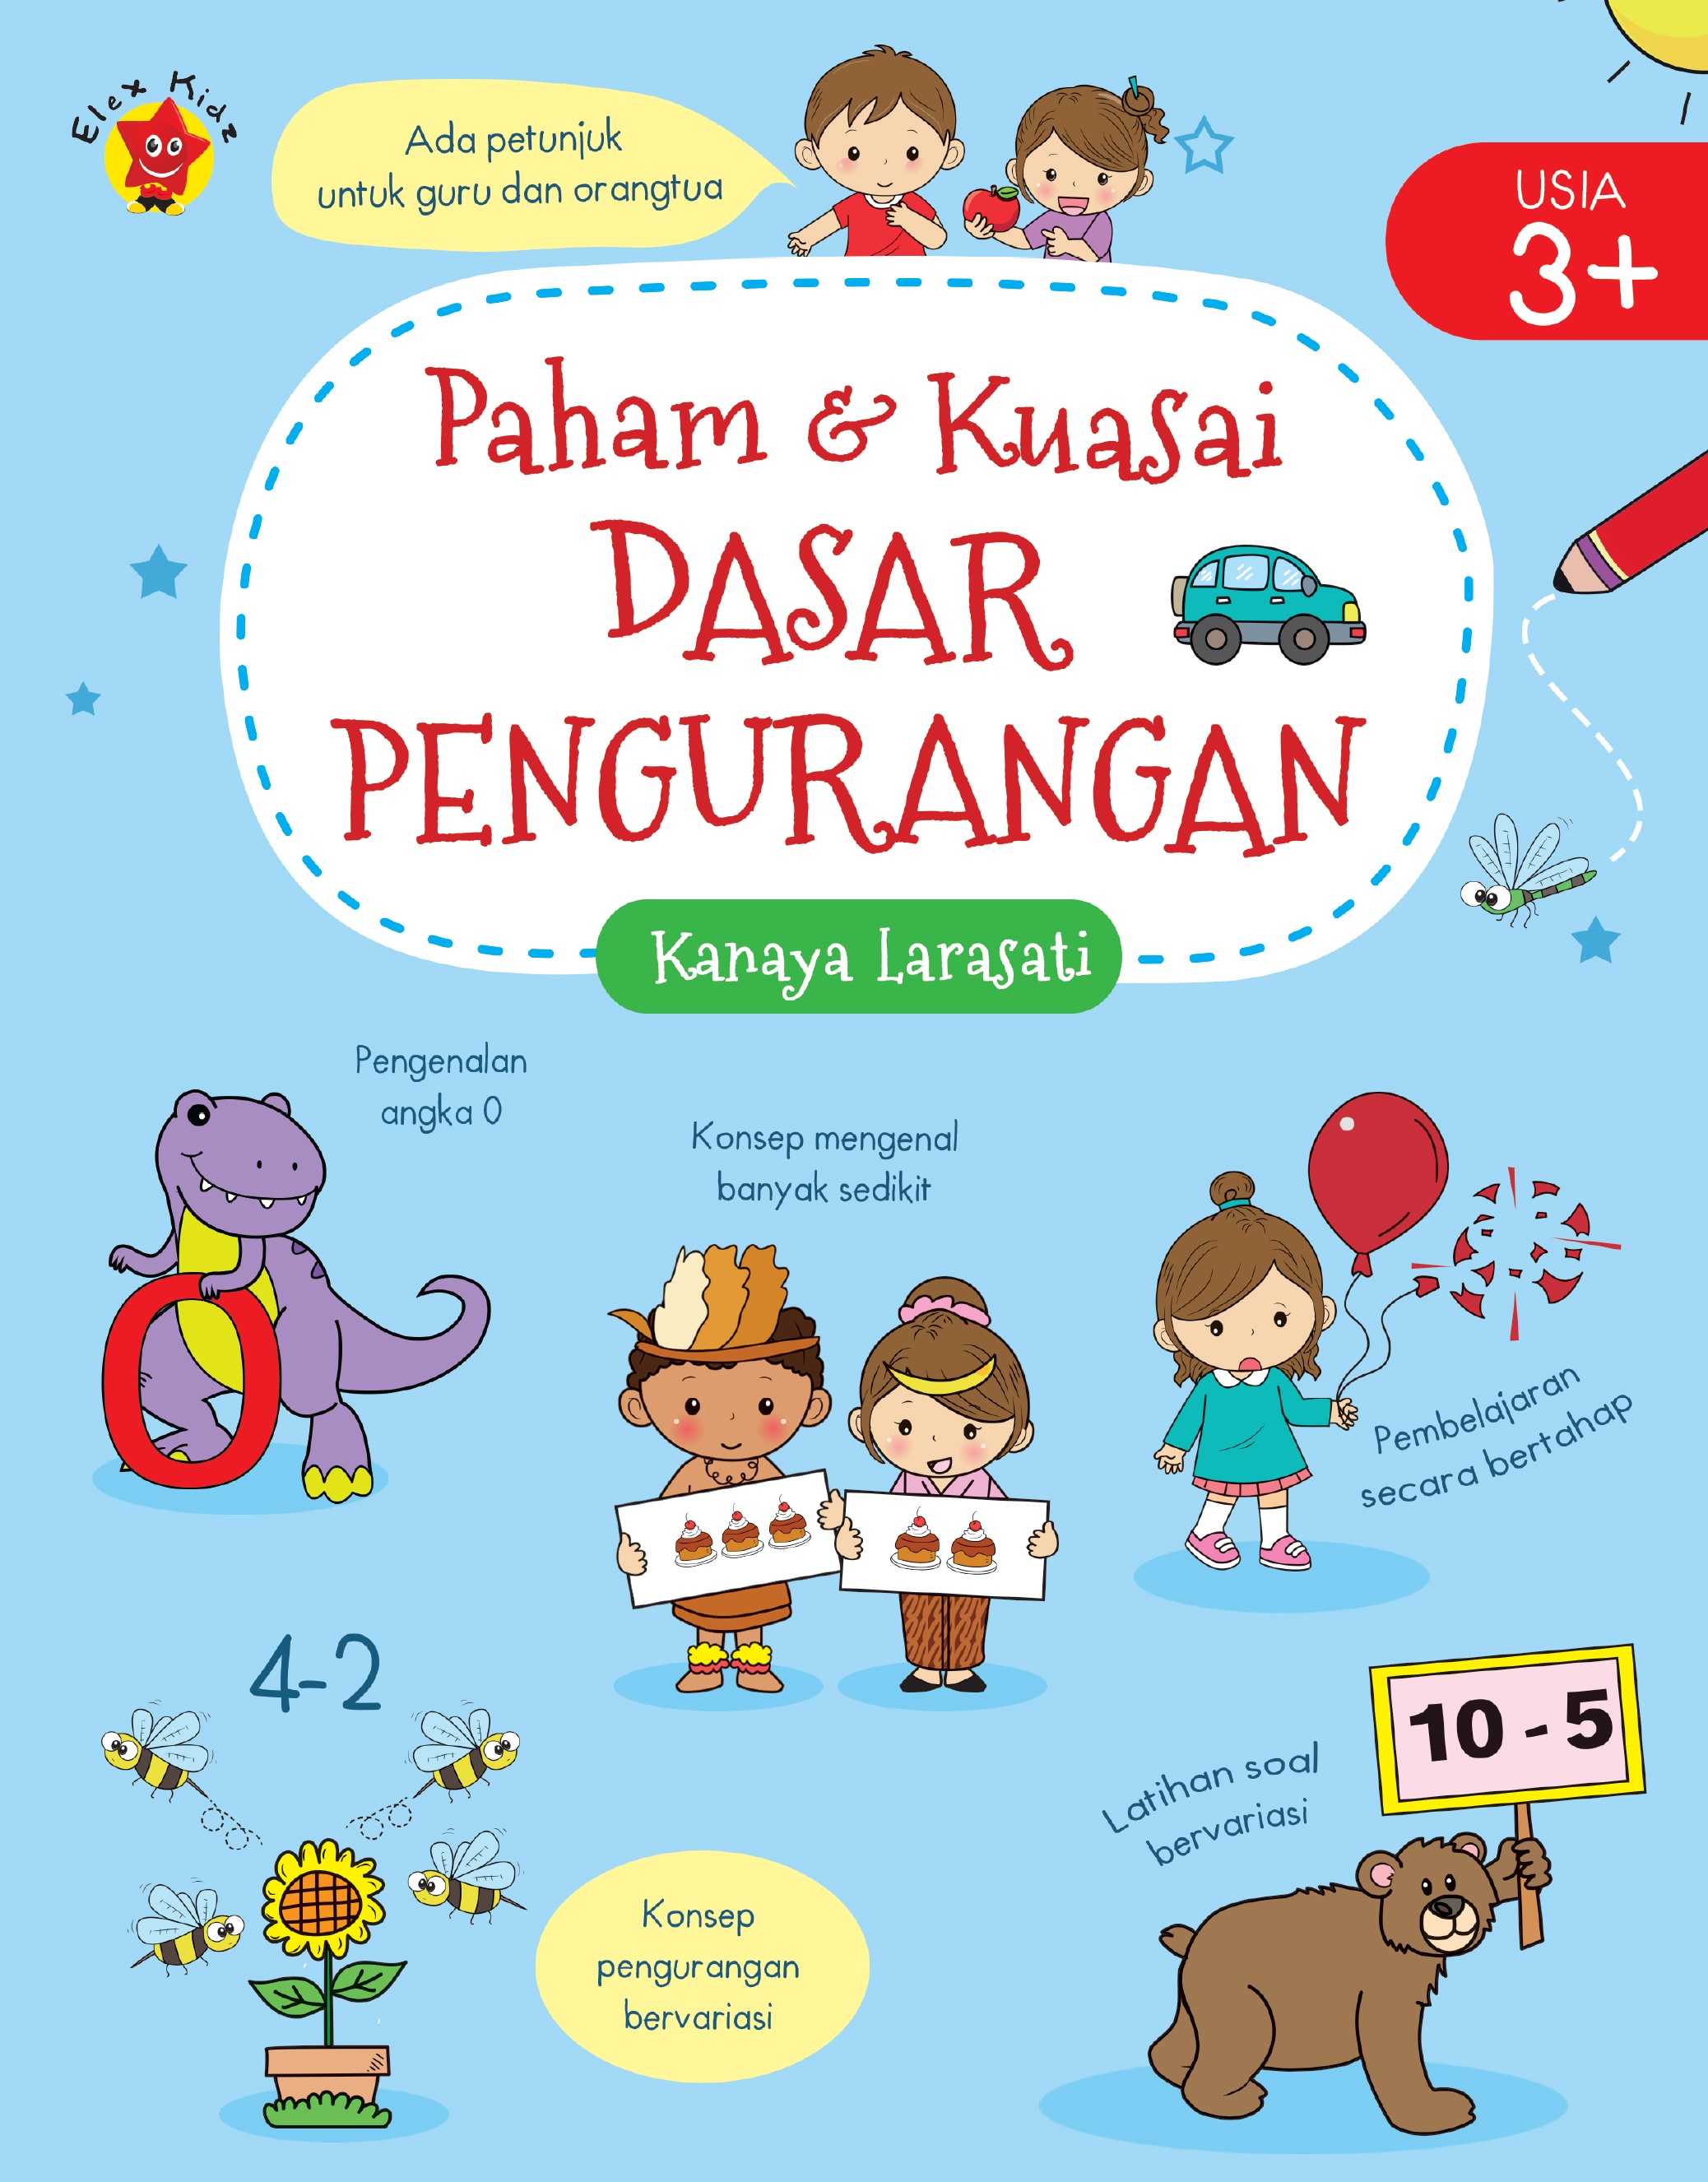 Elex Kidz
Ada petunjuk
untuk guru dan orangtua
USIA
3+
Paham & Kuasai
DASAR
PENGURANGAN
Kanaya Larasati
Pengenalan
angka 0
Konsep mengenal
banyak sedikit
0
Pembelajaran
secara bertahap
4-2
10 - 5
Latihan soal
bervariasi
Konsep
pengurangan
bervariasi